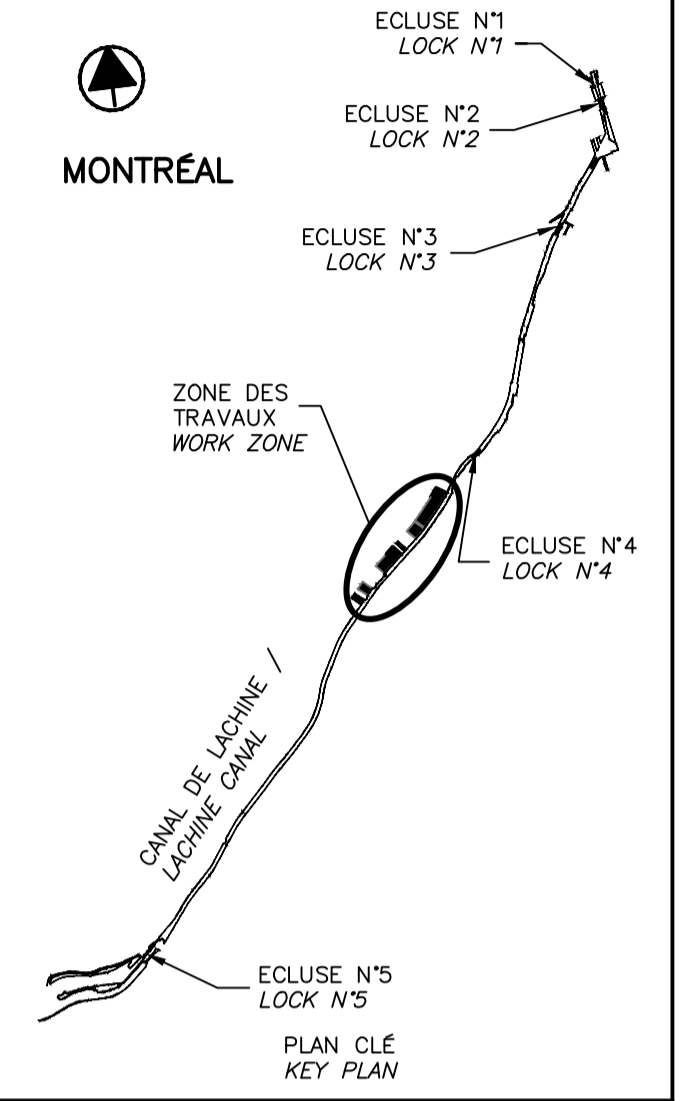 ECLUSE N°1
LOCK N°1
ECLUSE N°2
LOCK N°2
MONTRÉAL
ECLUSE N°3
LOCK N°3
ZONE DES
TRAVAUX
WORK ZONE
ECLUSE N°4
LOCK N°4
CANAL DE LACHINE /
LACHINE CANAL
ECLUSE N°5
LOCK N°5
PLAN CLÉ
KEY PLAN